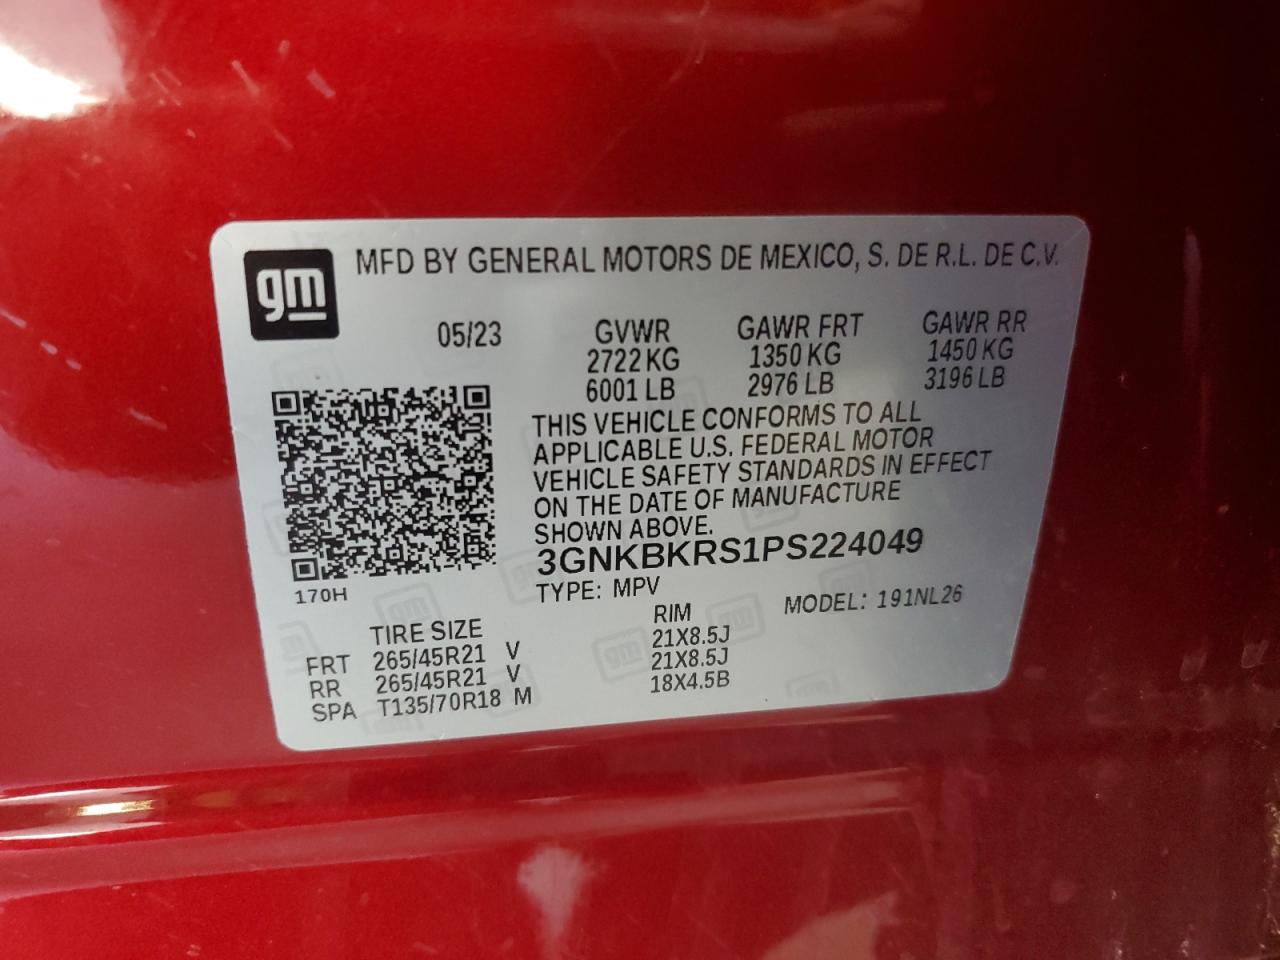 gm
MFD BY GENERAL MOTORS DE MEXICO, S. DE R.L. DE C.V.
05/23 GVWR GAWR FRT GAWR RR
2722 KG 1350 KG 1450 KG
6001 LB 2976 LB 3196 LB
THIS VEHICLE CONFORMS TO ALL
APPLICABLE U.S. FEDERAL MOTOR
VEHICLE SAFETY STANDARDS IN EFFECT
ON THE DATE OF MANUFACTURE
SHOWN ABOVE.
3GNKBKRS1PS224049
170H
TYPE: MPV MODEL: 191NL26
TIRE SIZE RIM
FRT 265/45R21 V 21X8.5J
RR 265/45R21 V 21X8.5J
SPA T135/70R18 M 18X4.5B